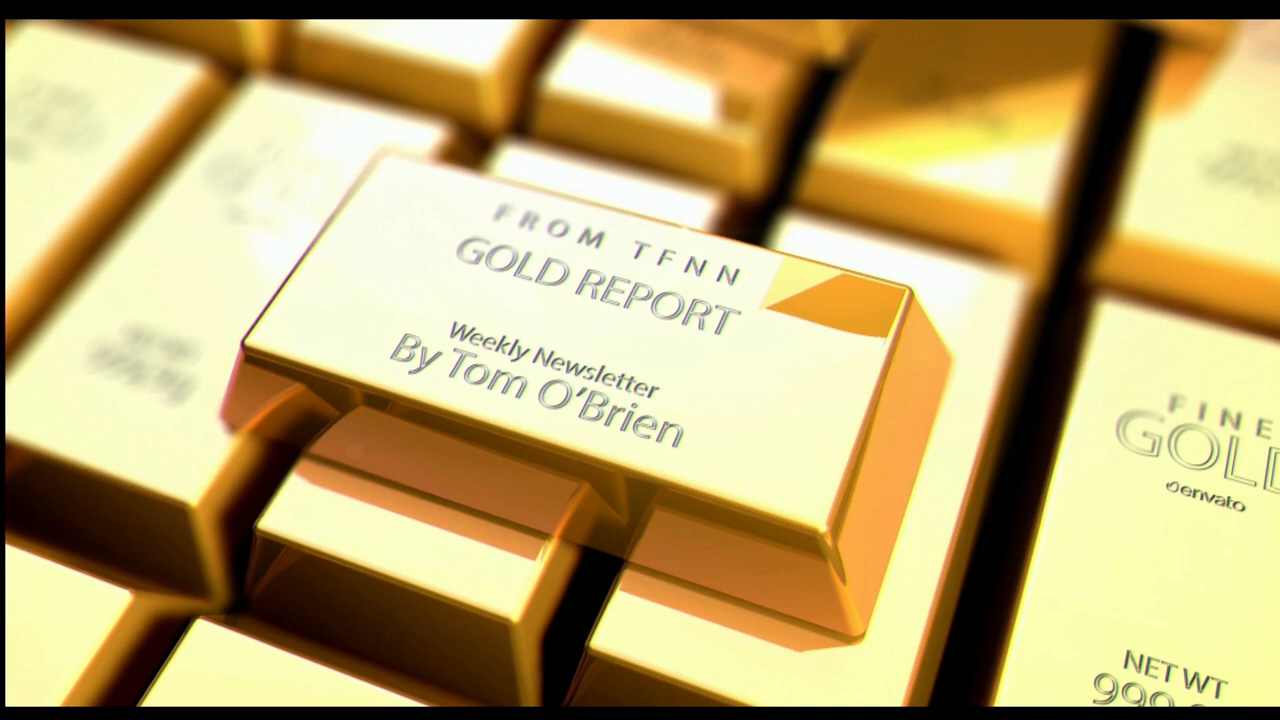 FROM TFNN
GOLD REPORT
Weekly Newsletter
By Tom O'Brien
FINE
GOLD
envato
NET WT